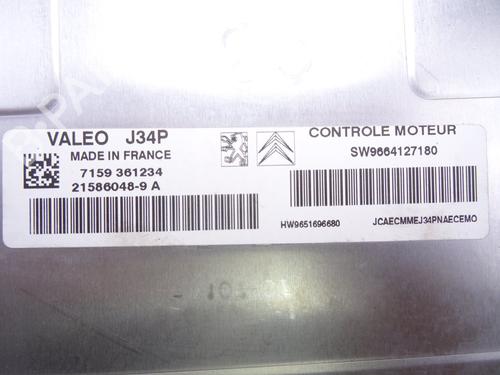 VALEO J34P
MADE IN FRANCE
7159 361234
21586048-9 A
CONTROLE MOTEUR
SW9664127180
HW9651696680
JCAECMMEJ34PNAECEMO